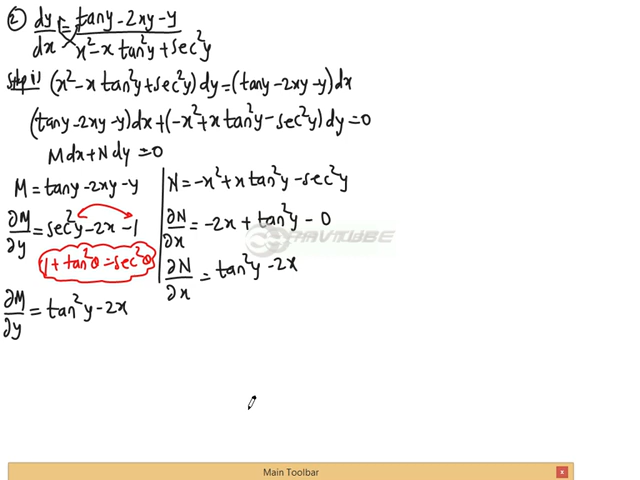 ② dy/dx = (tany - 2xy - y)/(x² - x tan²y + sec²y)
Step 1) (x² - x tan²y + sec²y) dy = (tany - 2xy - y) dx
(tany - 2xy - y) dx + (-x² + x tan²y - sec²y) dy = 0
M dx + N dy = 0
M = tany - 2xy - y
∂M/∂y = sec²y - 2x - 1
1 + tan²θ = sec²θ
∂M/∂y = tan²y - 2x
N = -x² + x tan²y - sec²y
∂N/∂x = -2x + tan²y - 0
∂N/∂x = tan²y - 2x
Main Toolbar